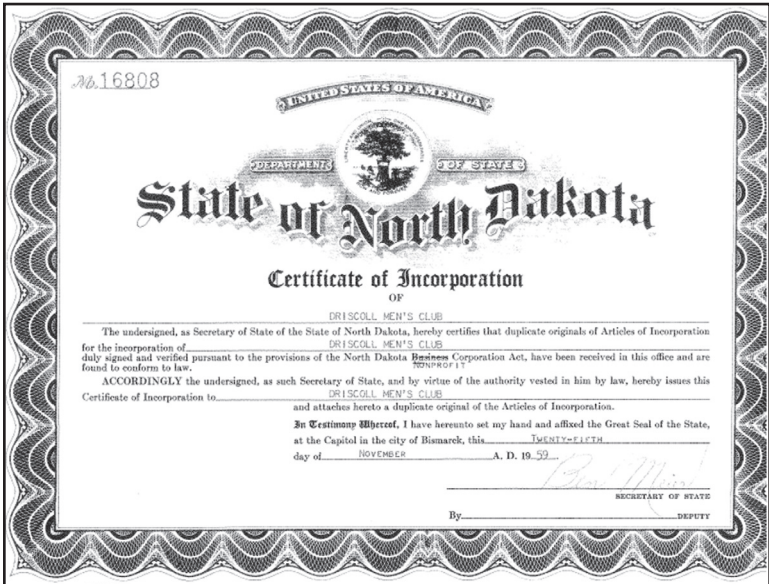 No. 16808
UNITED STATES OF AMERICA
DEPARTMENT OF STATE
State of North Dakota
Certificate of Incorporation
OF
DRISCOLL MEN'S CLUB
The undersigned, as Secretary of State of the State of North Dakota, hereby certifies that duplicate originals of Articles of Incorporation
for the incorporation of DRISCOLL MEN'S CLUB
duly signed and verified pursuant to the provisions of the North Dakota Business Corporation Act, have been received in this office and are
NONPROFIT
found to conform to law.
ACCORDINGLY the undersigned, as such Secretary of State, and by virtue of the authority vested in him by law, hereby issues this
Certificate of Incorporation to DRISCOLL MEN'S CLUB
and attaches hereto a duplicate original of the Articles of Incorporation.
In Testimony Whereof, I have hereunto set my hand and affixed the Great Seal of the State,
at the Capitol in the city of Bismarck, this TWENTY-FIFTH
day of NOVEMBER A. D. 19 59
Ben Meier
SECRETARY OF STATE
By DEPUTY